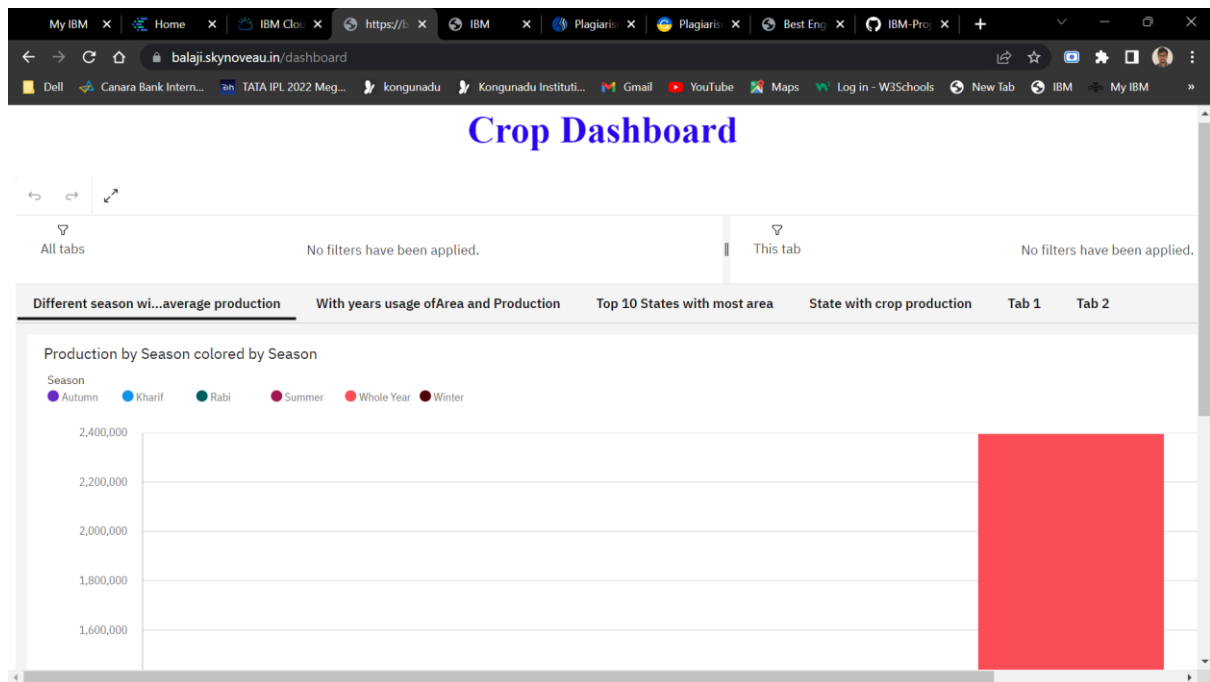 My IBM Home IBM Clou https://b IBM Plagiaris Plagiaris Best Eng IBM-Proj
balaji.skynoveau.in/dashboard
Dell Canara Bank Intern... TATA IPL 2022 Meg... kongunadu Kongunadu Instituti... Gmail YouTube Maps Log in - W3Schools New Tab IBM My IBM »
Crop Dashboard
All tabs No filters have been applied. This tab No filters have been applied.
Different season wi...average production With years usage ofArea and Production Top 10 States with most area State with crop production Tab 1 Tab 2
Production by Season colored by Season
Season
Autumn Kharif Rabi Summer Whole Year Winter
2,400,000
2,200,000
2,000,000
1,800,000
1,600,000